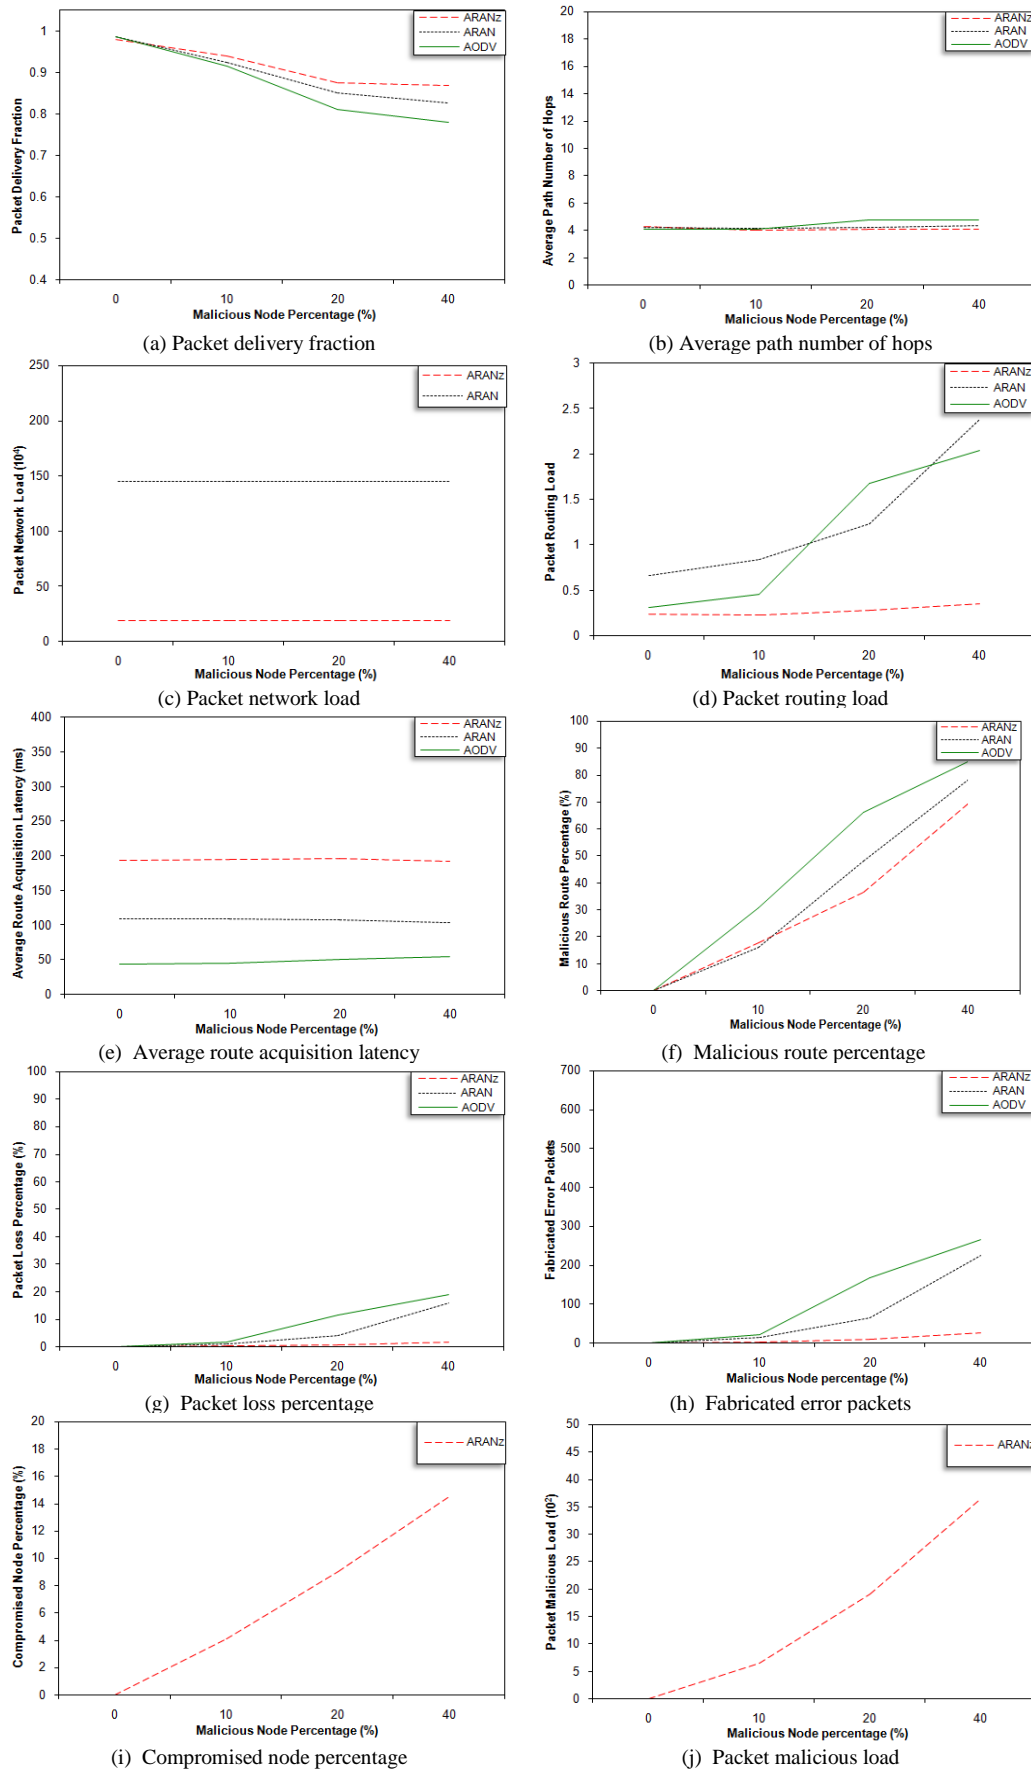 ARANz
ARAN
AODV
1
0.9
0.8
0.7
0.6
0.5
0.4
Packet Delivery Fraction
0
10
20
40
Malicious Node Percentage (%)
(a) Packet delivery fraction
ARANz
ARAN
AODV
20
18
16
14
12
10
8
6
4
2
0
Average Path Number of Hops
0
10
20
40
Malicious Node Percentage (%)
(b) Average path number of hops
ARANz
ARAN
250
200
150
100
50
0
Packet Network Load (10⁴)
0
10
20
40
Malicious Node Percentage (%)
(c) Packet network load
ARANz
ARAN
AODV
3
2.5
2
1.5
1
0.5
0
Packet Routing Load
0
10
20
40
Malicious Node Percentage (%)
(d) Packet routing load
ARANz
ARAN
AODV
400
350
300
250
200
150
100
50
0
Average Route Acquisition Latency (ms)
0
10
20
40
Malicious Node Percentage (%)
(e) Average route acquisition latency
ARANz
ARAN
AODV
100
90
80
70
60
50
40
30
20
10
0
Malicious Route Percentage (%)
0
10
20
40
Malicious Node Percentage (%)
(f) Malicious route percentage
ARANz
ARAN
AODV
100
90
80
70
60
50
40
30
20
10
0
Packet Loss Percentage (%)
0
10
20
40
Malicious Node Percentage (%)
(g) Packet loss percentage
ARANz
ARAN
AODV
700
600
500
400
300
200
100
0
Fabricated Error Packets
0
10
20
40
Malicious Node percentage (%)
(h) Fabricated error packets
ARANz
20
18
16
14
12
10
8
6
4
2
0
Compromised Node Percentage (%)
0
10
20
40
Malicious Node Percentage (%)
(i) Compromised node percentage
ARANz
50
45
40
35
30
25
20
15
10
5
0
Packet Malicious Load (10²)
0
10
20
40
Malicious Node Percentage (%)
(j) Packet malicious load